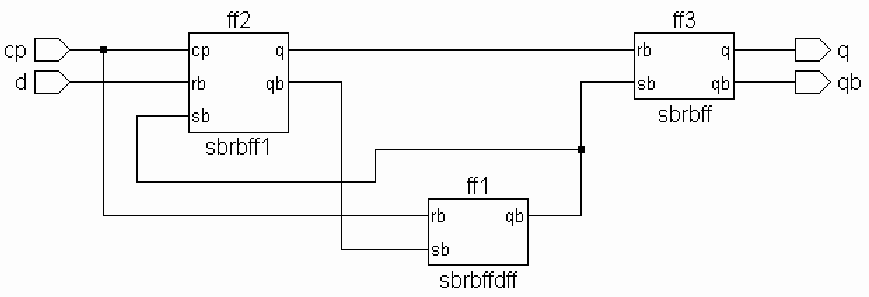 ff2
ff3
cp
cp
q
rb
q
q
d
rb
qb
sb
qb
qb
sb
sbrbff1
sbrbff
ff1
rb
qb
sb
sbrbffdff